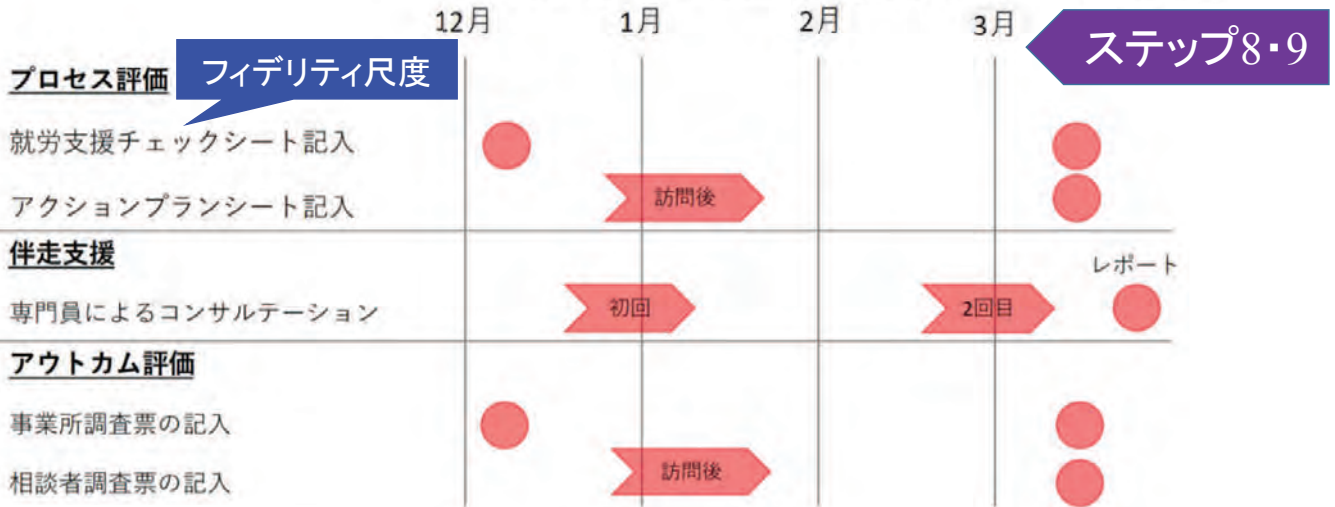 12月 1月 2月 3月
ステップ8・9
プロセス評価
フィデリティ尺度
就労支援チェックシート記入
アクションプランシート記入
訪問後
伴走支援
レポート
専門員によるコンサルテーション
初回
2回目
アウトカム評価
事業所調査票の記入
相談者調査票の記入
訪問後